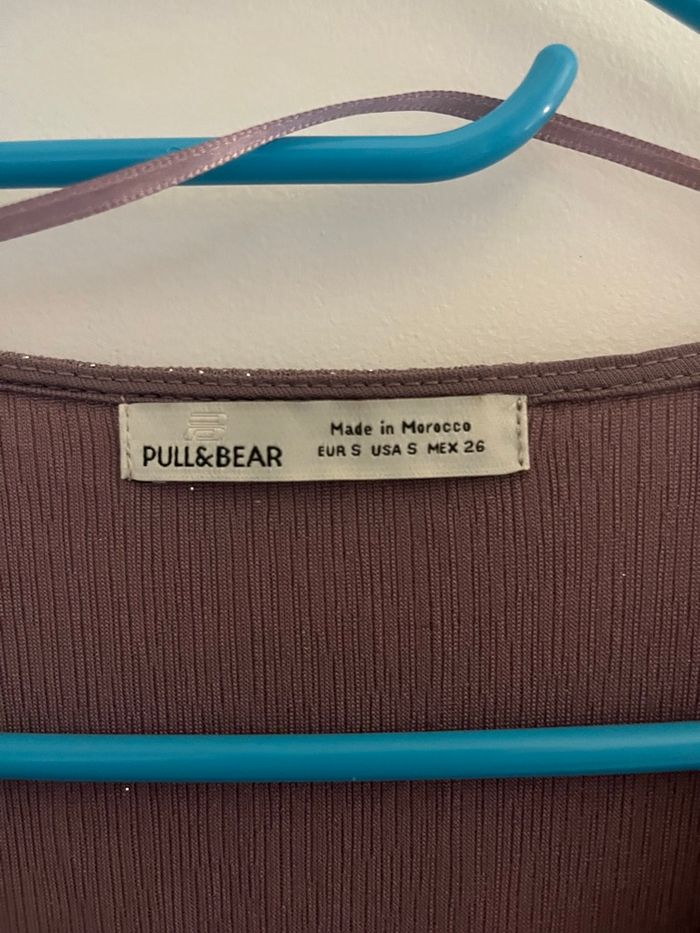 PULL&BEAR
Made in Morocco
EUR S USA S MEX 26